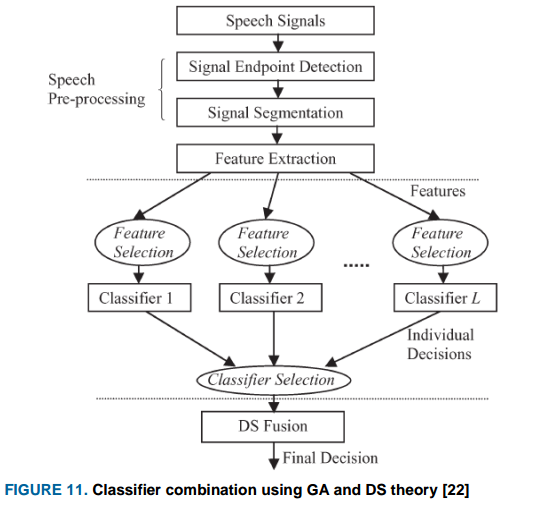 Speech Signals
Signal Endpoint Detection
Speech
Pre-processing
Signal Segmentation
Feature Extraction
Features
Feature
Selection
Feature
Selection
.....
Feature
Selection
Classifier 1
Classifier 2
Classifier L
Individual
Decisions
Classifier Selection
DS Fusion
Final Decision
FIGURE 11. Classifier combination using GA and DS theory [22]